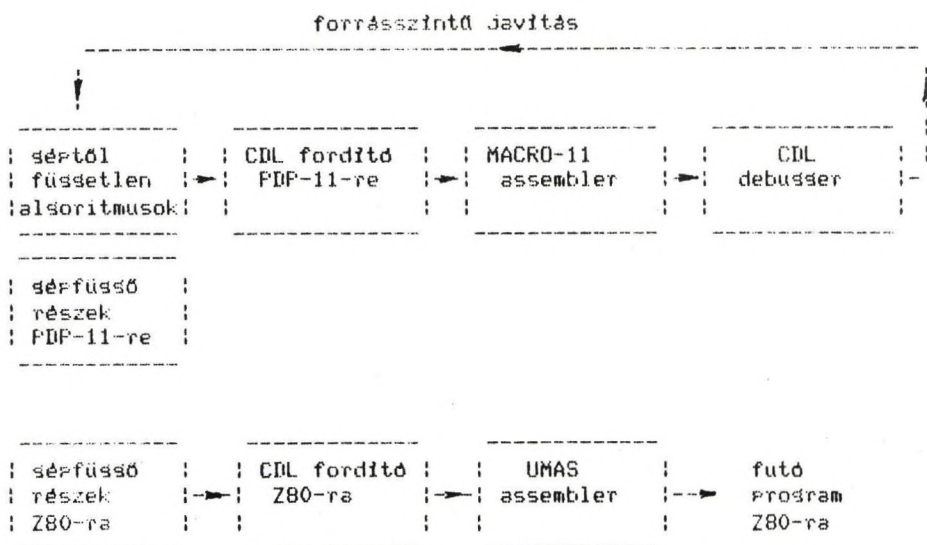 forrásszintű javítás
géptől
független
algoritmusok
CDL fordító
PDP-11-re
MACRO-11
assembler
CDL
debugger
gépfüggő
részek
PDP-11-re
gépfüggő
részek
Z80-ra
CDL fordító
Z80-ra
UMAS
assembler
futó
program
Z80-ra